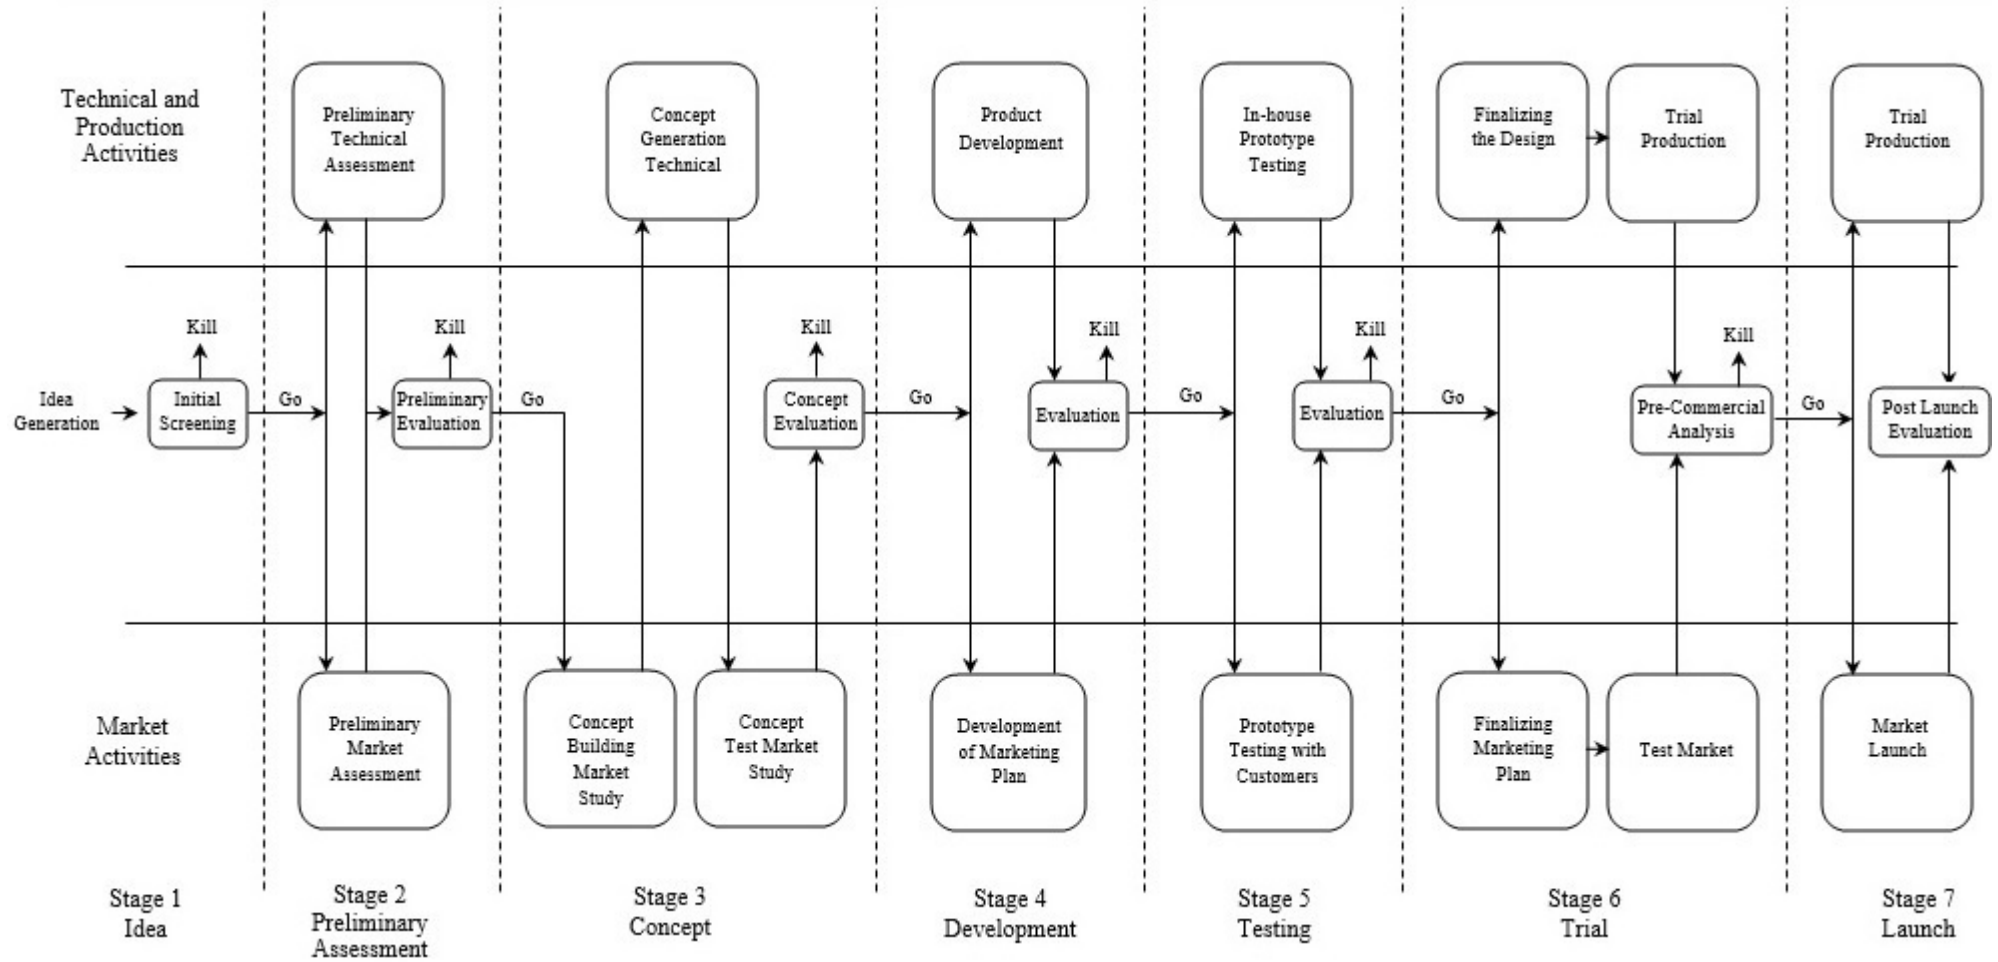 Technical and
Production
Activities
Preliminary
Technical
Assessment
Concept
Generation
Technical
Product
Development
In-house
Prototype
Testing
Finalizing
the Design
Trial
Production
Trial
Production
Kill
Kill
Kill
Kill
Kill
Kill
Idea
Generation
Initial
Screening
Go
Preliminary
Evaluation
Go
Concept
Evaluation
Go
Evaluation
Go
Evaluation
Go
Pre-Commercial
Analysis
Go
Post Launch
Evaluation
Market
Activities
Preliminary
Market
Assessment
Concept
Building
Market
Study
Concept
Test Market
Study
Development
of Marketing
Plan
Prototype
Testing with
Customers
Finalizing
Marketing
Plan
Test Market
Market
Launch
Stage 1
Idea
Stage 2
Preliminary
Assessment
Stage 3
Concept
Stage 4
Development
Stage 5
Testing
Stage 6
Trial
Stage 7
Launch